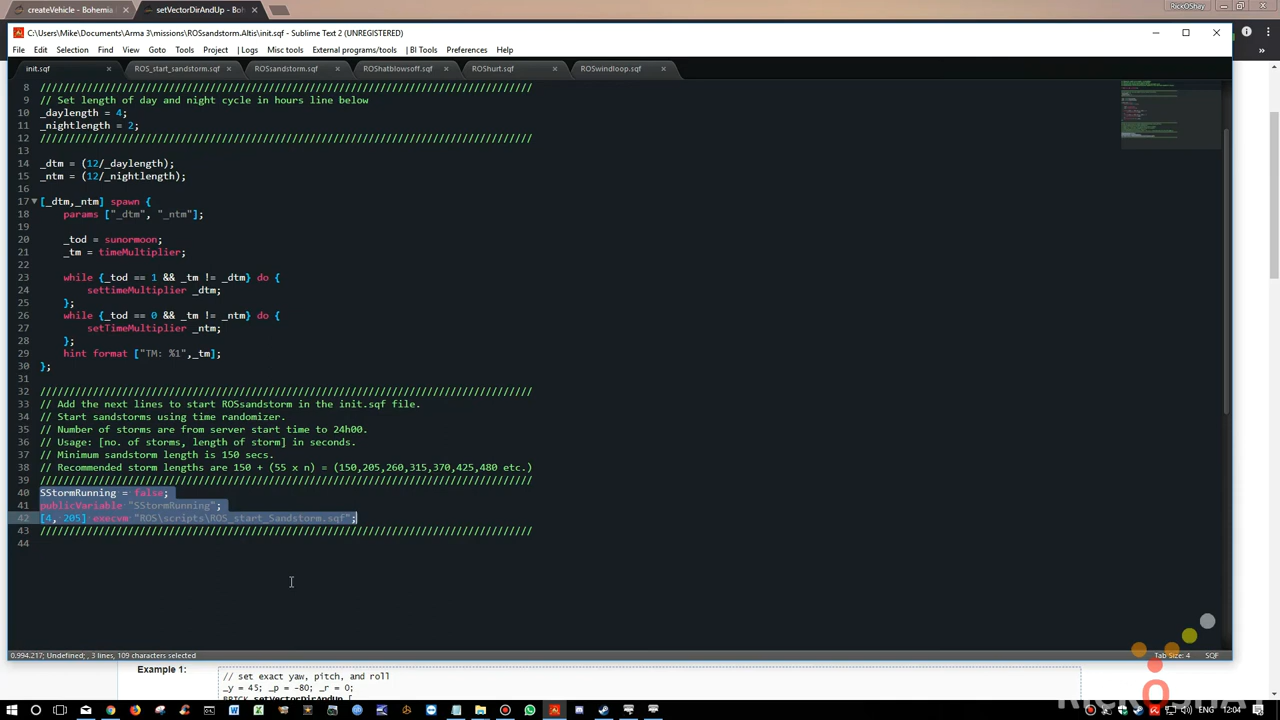 createVehicle - Bohemia
setVectorDirAndUp - Bo
RickOShay
C:\Users\Mike\Documents\Arma 3\missions\ROSsandstorm.Altis\init.sqf - Sublime Text 2 (UNREGISTERED)
File Edit Selection Find View Goto Tools Project | Logs Misc tools External programs/tools | BI Tools Preferences Help
init.sqf ROS_start_sandstorm.sqf ROSsandstorm.sqf ROShatblowsoff.sqf ROShurt.sqf ROSwindloop.sqf
8 ////////////////////////////////////////////////////////////////////////////////////
9 // Set length of day and night cycle in hours line below
10 _daylength = 4;
11 _nightlength = 2;
12 ////////////////////////////////////////////////////////////////////////////////////
13
14 _dtm = (12/_daylength);
15 _ntm = (12/_nightlength);
16
17 [_dtm,_ntm] spawn {
18 params ["_dtm", "_ntm"];
19
20 _tod = sunormoon;
21 _tm = timeMultiplier;
22
23 while {_tod == 1 && _tm != _dtm} do {
24 settimeMultiplier _dtm;
25 };
26 while {_tod == 0 && _tm != _ntm} do {
27 setTimeMultiplier _ntm;
28 };
29 hint format ["TM: %1",_tm];
30 };
31
32 ////////////////////////////////////////////////////////////////////////////////////
33 // Add the next lines to start ROSsandstorm in the init.sqf file.
34 // Start sandstorms using time randomizer.
35 // Number of storms are from server start time to 24h00.
36 // Usage: [no. of storms, length of storm] in seconds.
37 // Minimum sandstorm length is 150 secs.
38 // Recommended storm lengths are 150 + (55 x n) = (150,205,260,315,370,425,480 etc.)
39 ////////////////////////////////////////////////////////////////////////////////////
40 SStormRunning = false;
41 publicVariable "SStormRunning";
42 [4, 205] execvm "ROS\scripts\ROS_start_Sandstorm.sqf";
43 ////////////////////////////////////////////////////////////////////////////////////
44
0.994.217; Undefined; , 3 lines, 109 characters selected
Tab Size: 4 SQF
Example 1:
// set exact yaw, pitch, and roll
_y = 45; _p = -80; _r = 0;
BRICK setVectorDirAndUp [
ENG 12:04